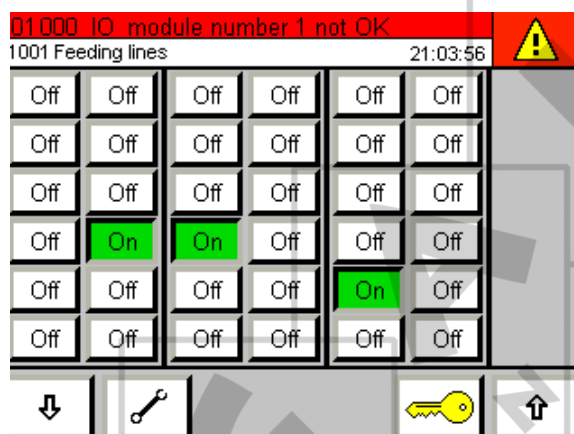 01000 IO module number 1 not OK
1001 Feeding lines 21:03:56
Off Off Off Off Off Off
Off Off Off Off Off Off
Off Off Off Off Off Off
Off On On Off Off Off
Off Off Off Off On Off
Off Off Off Off Off Off